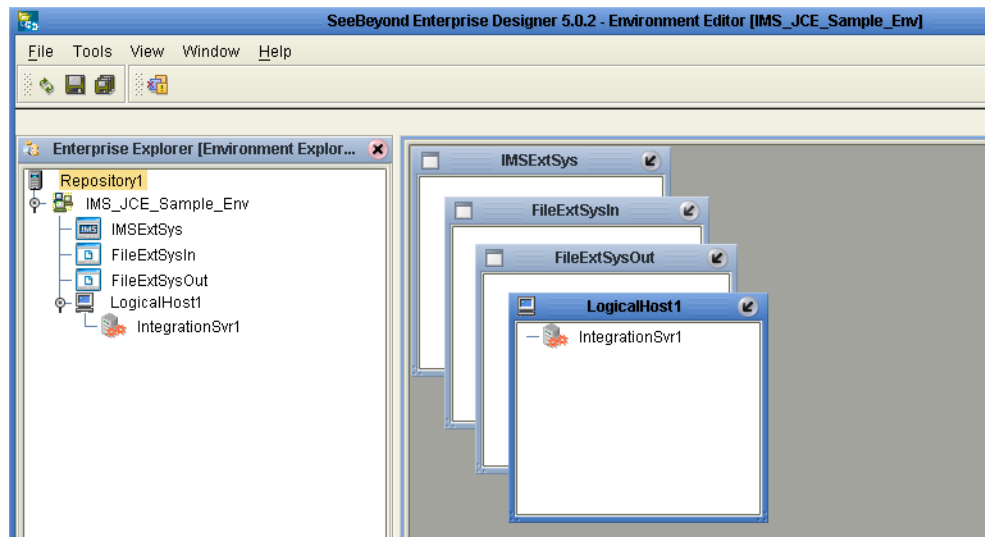 SeeBeyond Enterprise Designer 5.0.2 - Environment Editor [IMS_JCE_Sample_Env]
File Tools View Window Help
Enterprise Explorer [Environment Explor...
Repository1
IMS_JCE_Sample_Env
IMS IMSExtSys
FileExtSysIn
FileExtSysOut
LogicalHost1
IntegrationSvr1
IMSExtSys
FileExtSysIn
FileExtSysOut
LogicalHost1
IntegrationSvr1